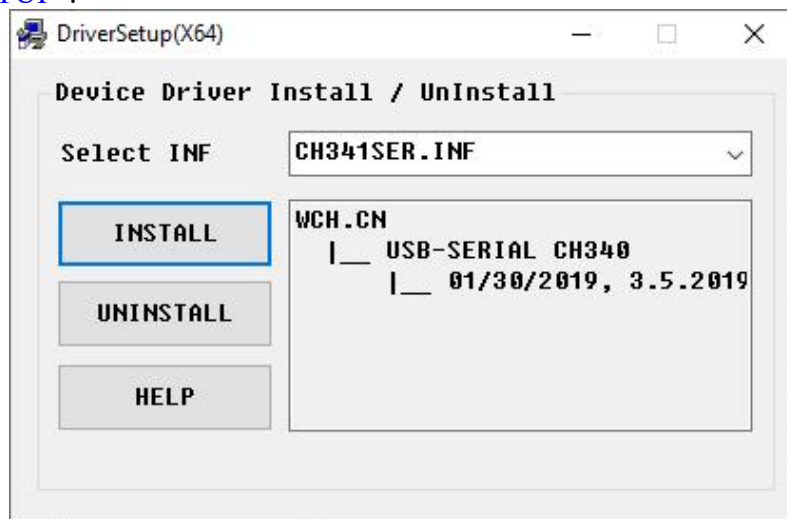 DriverSetup(X64)
Device Driver Install / UnInstall
Select INF
CH341SER.INF
INSTALL
UNINSTALL
HELP
WCH.CN
|__ USB-SERIAL CH340
|__ 01/30/2019, 3.5.2019